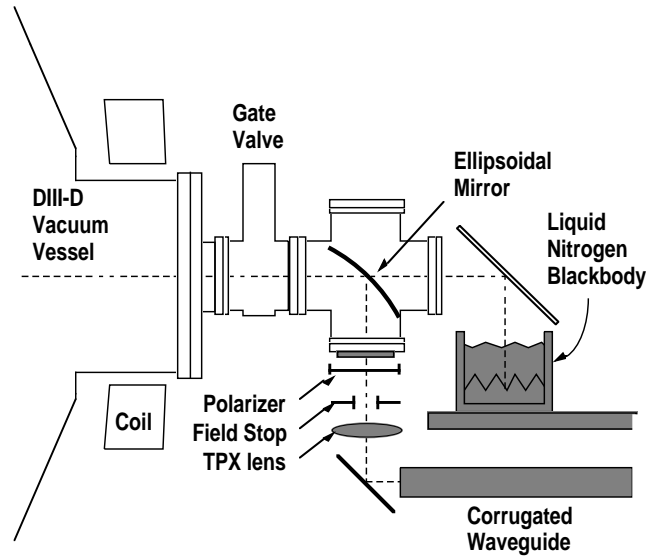 Gate
Valve
Ellipsoidal
Mirror
DIII-D
Vacuum
Vessel
Liquid
Nitrogen
Blackbody
Coil
Polarizer
Field Stop
TPX lens
Corrugated
Waveguide